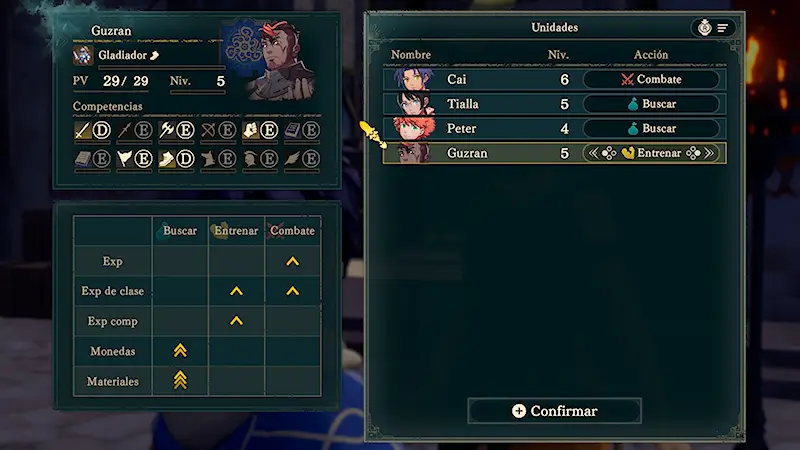 Guzran
Gladiador
PV 29/29 Niv. 5
Competencias
D E E E E E
E E D E E E
Buscar Entrenar Combate
Exp
Exp de clase
Exp comp
Monedas
Materiales
Unidades
Nombre Niv. Acción
Cai 6 Combate
Tialla 5 Buscar
Peter 4 Buscar
Guzran 5 Entrenar
Confirmar